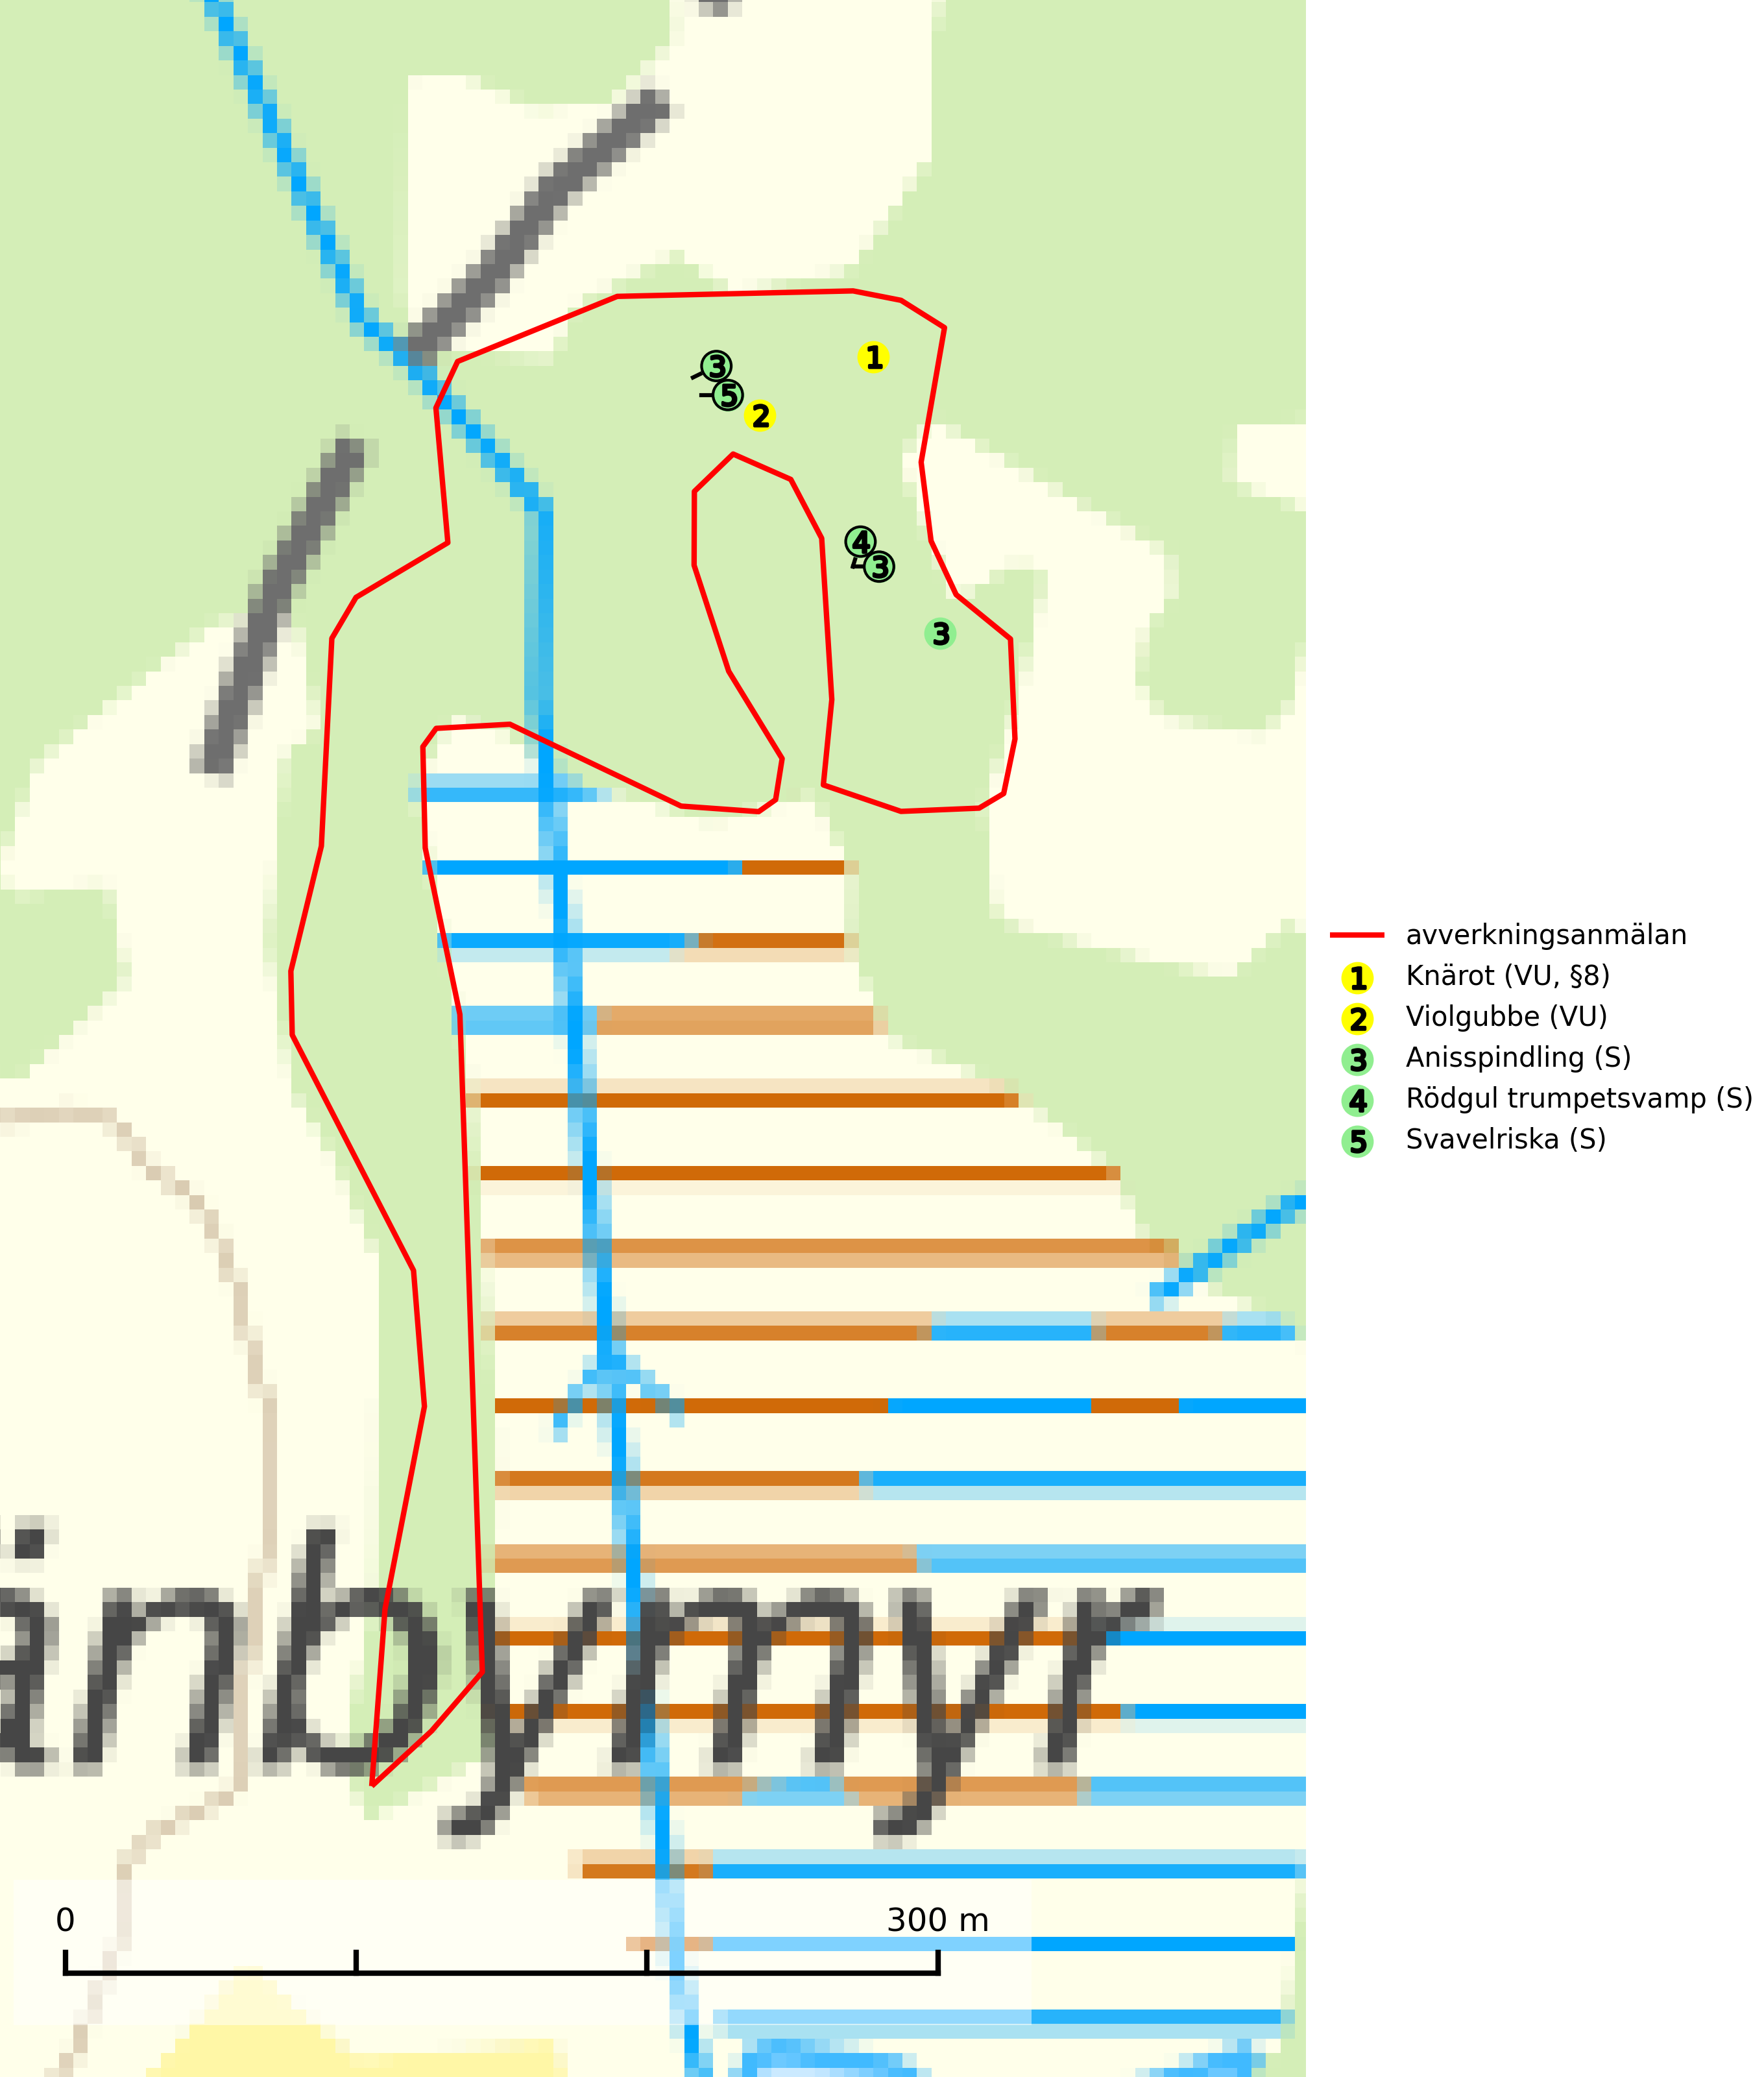 3
5
1
2
4
3
3
avverkningsanmälan
1 Knärot (VU, §8)
2 Violgubbe (VU)
3 Anisspindling (S)
4 Rödgul trumpetsvamp (S)
5 Svavelriska (S)
0 300 m